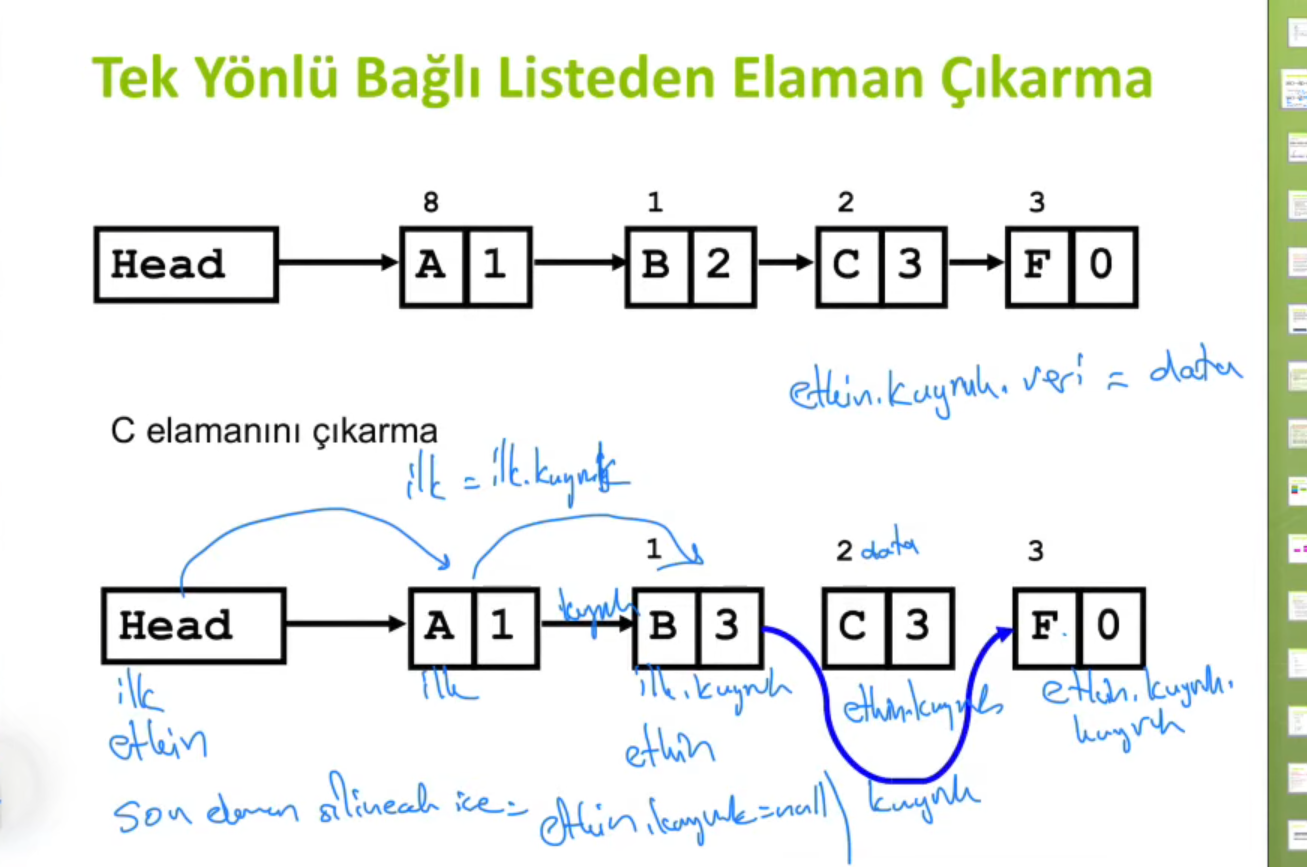 Tek Yönlü Bağlı Listeden Elaman Çıkarma
8 1 2 3
Head A 1 B 2 C 3 F 0
etkin.kuyruk.veri = data
C elamanını çıkarma
ilk = ilk.kuyruk
1 2 data 3
Head A 1 kuyruk B 3 C 3 F 0
ilk ilk ilk.kuyruk etkin.kuyruk etkin.kuyruk.
etkin etkin kuyruk
son eleman silinecek ise = etkin.kuyruk=null) kuyruk